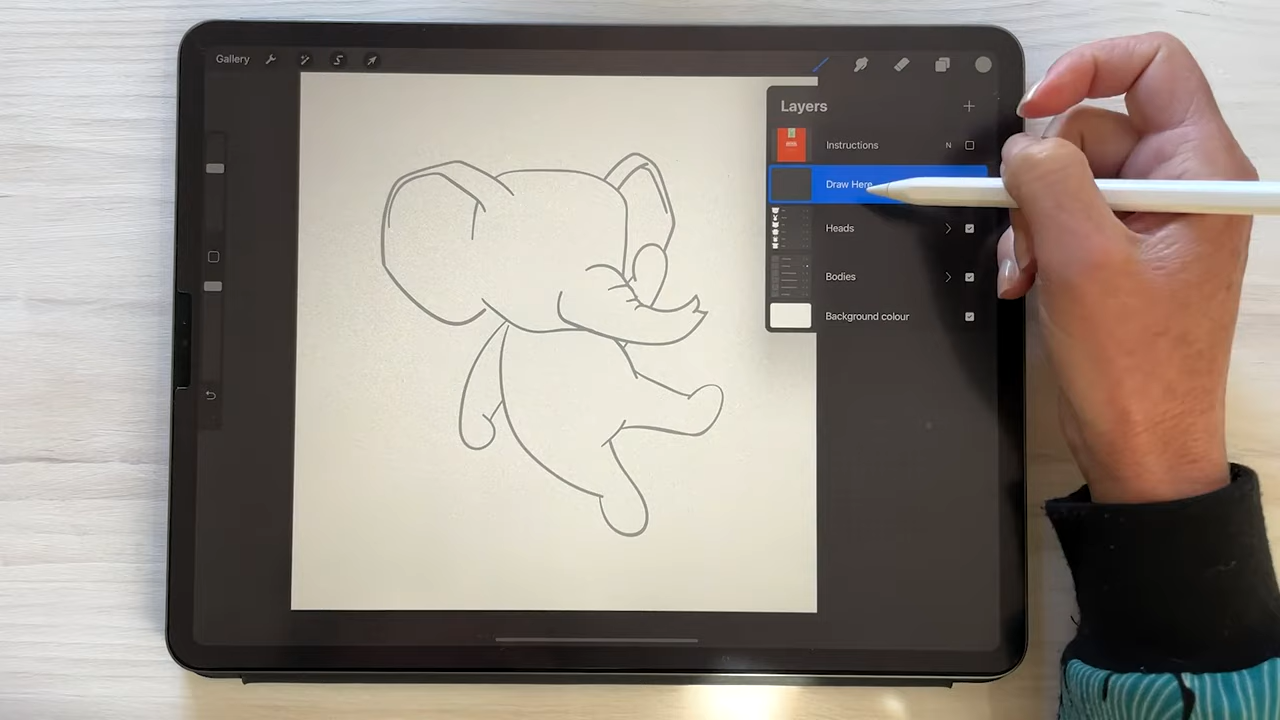 Gallery
Layers
Instructions N
Draw Here
Heads
Bodies
Background colour